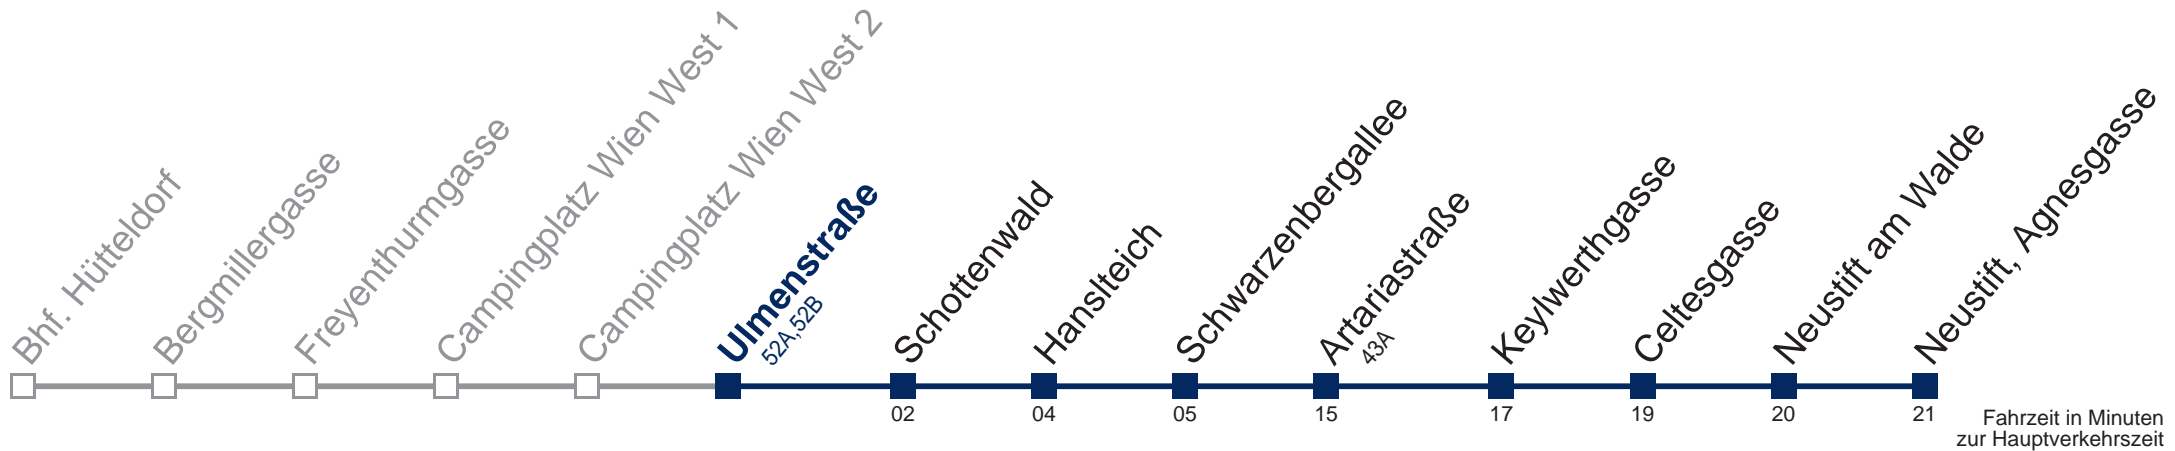 Bhf. Hütteldorf
Bergmillergasse
Freyenthurmgasse
Campingplatz Wien West 1
Campingplatz Wien West 2
Ulmenstraße
52A,52B
Schottenwald
Hanslteich
Schwarzenbergallee
Artariastraße
43A
Keylwerthgasse
Celtesgasse
Neustift am Walde
Neustift, Agnesgasse
02
04
05
15
17
19
20
21
Fahrzeit in Minuten
zur Hauptverkehrszeit